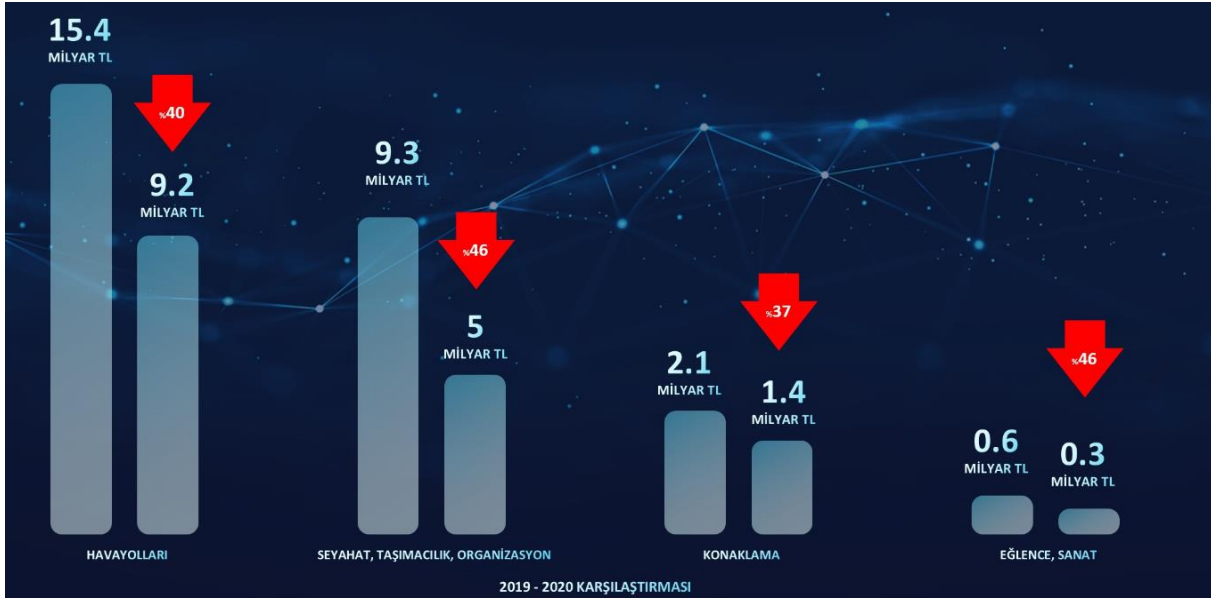 15.4
MİLYAR TL
%40
9.2
MİLYAR TL
9.3
MİLYAR TL
%46
5
MİLYAR TL
%37
2.1
MİLYAR TL
1.4
MİLYAR TL
%46
0.6
MİLYAR TL
0.3
MİLYAR TL
HAVAYOLLARI
SEYAHAT, TAŞIMACILIK, ORGANİZASYON
KONAKLAMA
EĞLENCE, SANAT
2019 - 2020 KARŞILAŞTIRMASI